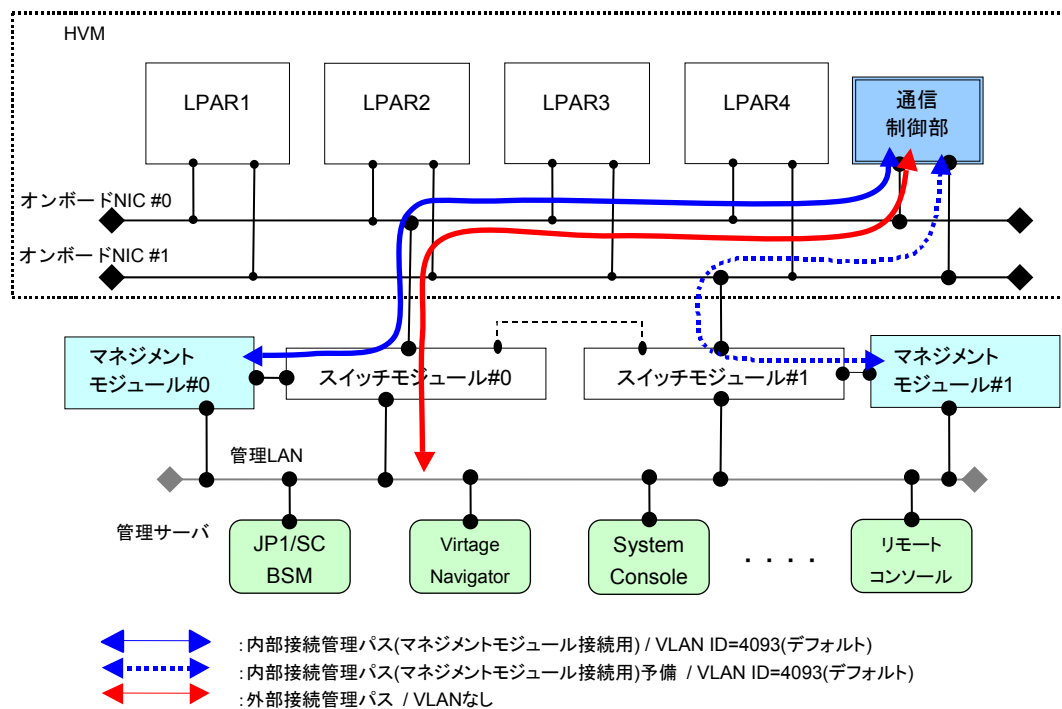 HVM
LPAR1
LPAR2
LPAR3
LPAR4
通信
制御部
オンボードNIC #0
オンボードNIC #1
マネジメント
モジュール#0
スイッチモジュール#0
スイッチモジュール#1
マネジメント
モジュール#1
管理LAN
管理サーバ
JP1/SC
BSM
Virtage
Navigator
System
Console
. . . .
リモート
コンソール
:内部接続管理パス(マネジメントモジュール接続用) / VLAN ID=4093(デフォルト)
:内部接続管理パス(マネジメントモジュール接続用)予備 / VLAN ID=4093(デフォルト)
:外部接続管理パス / VLANなし